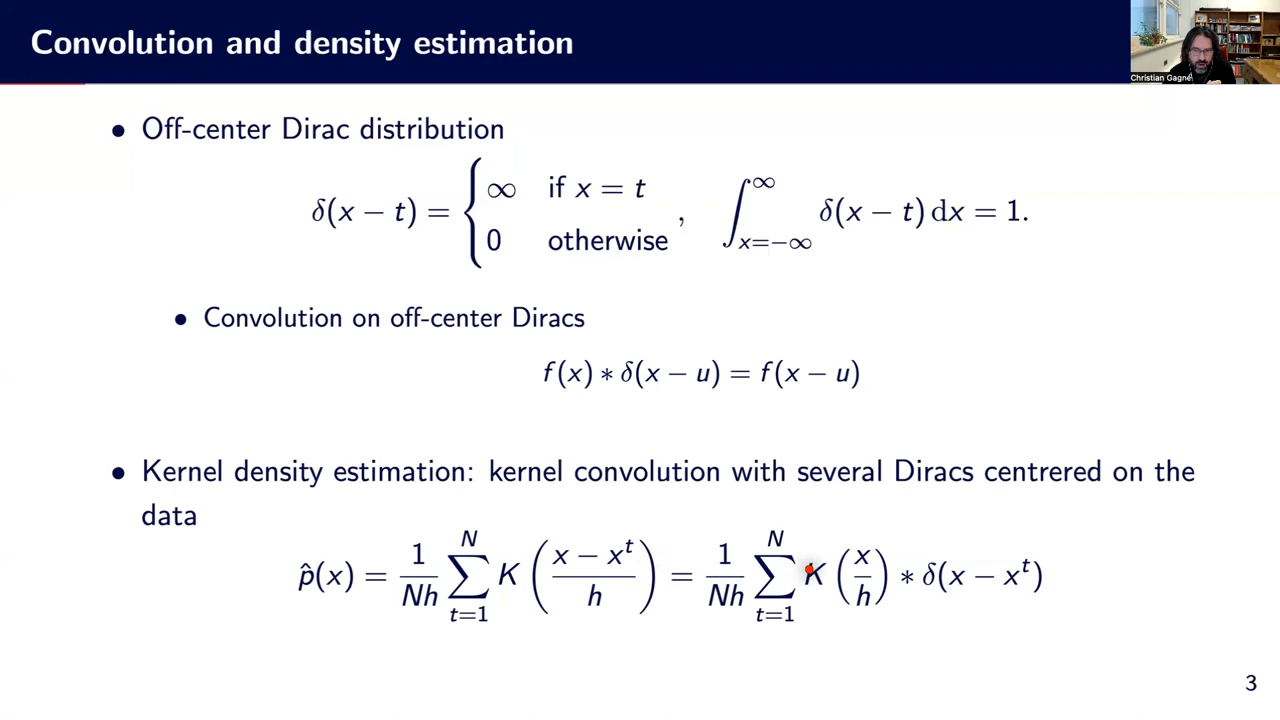 Convolution and density estimation
Christian Gagné
• Off-center Dirac distribution
δ(x − t) = { ∞ if x = t, 0 otherwise , ∫_{x=−∞}^{∞} δ(x − t) dx = 1.
• Convolution on off-center Diracs
f(x) ∗ δ(x − u) = f(x − u)
• Kernel density estimation: kernel convolution with several Diracs centrered on the
data
p̂(x) = 1/(Nh) ∑_{t=1}^{N} K((x − x^t)/h) = 1/(Nh) ∑_{t=1}^{N} K(x/h) ∗ δ(x − x^t)
3